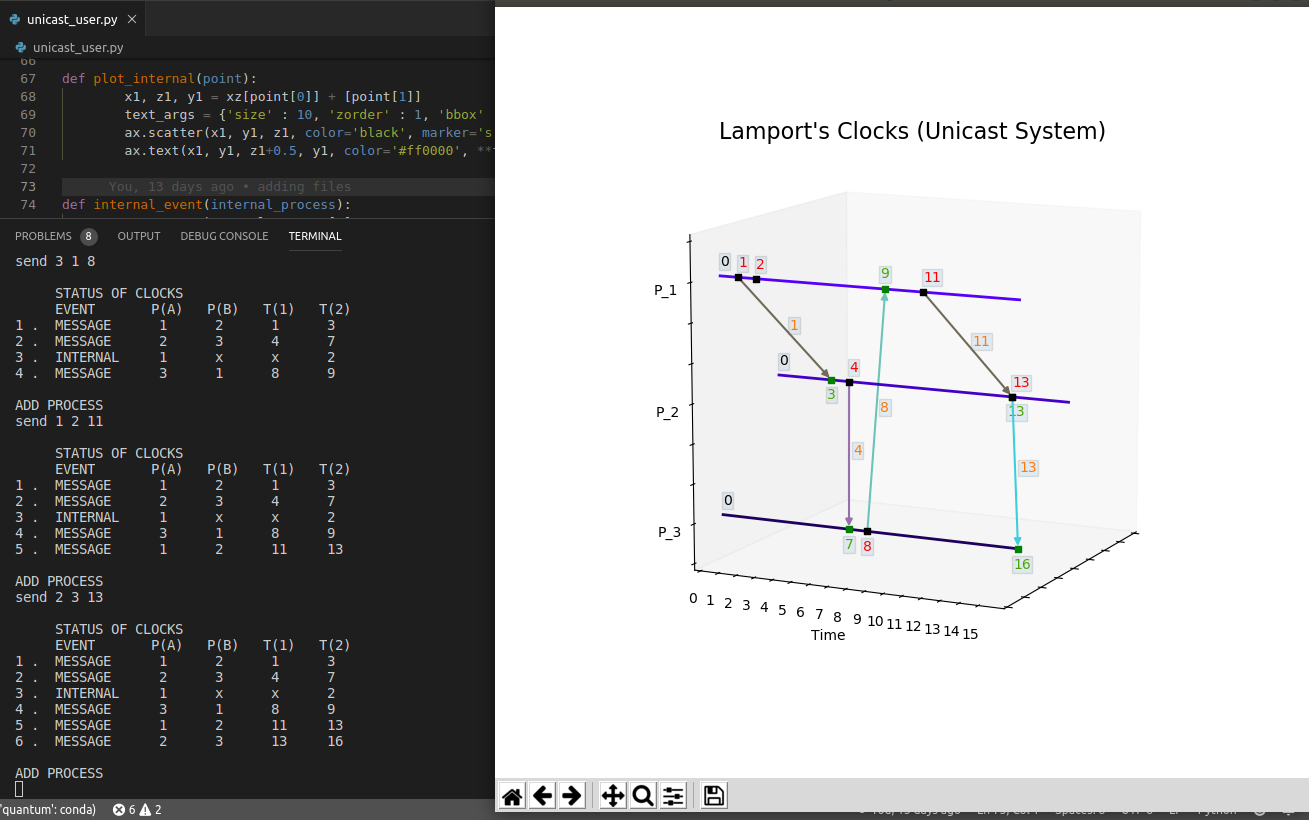 unicast_user.py ×
unicast_user.py
66
67 def plot_internal(point):
68 x1, z1, y1 = xz[point[0]] + [point[1]]
69 text_args = {'size' : 10, 'zorder' : 1, 'bbox'
70 ax.scatter(x1, y1, z1, color='black', marker='s
71 ax.text(x1, y1, z1+0.5, y1, color='#ff0000', **
72
73 You, 13 days ago • adding files
74 def internal_event(internal_process):
PROBLEMS 8 OUTPUT DEBUG CONSOLE TERMINAL
send 3 1 8
STATUS OF CLOCKS
EVENT P(A) P(B) T(1) T(2)
1 . MESSAGE 1 2 1 3
2 . MESSAGE 2 3 4 7
3 . INTERNAL 1 x x 2
4 . MESSAGE 3 1 8 9
ADD PROCESS
send 1 2 11
STATUS OF CLOCKS
EVENT P(A) P(B) T(1) T(2)
1 . MESSAGE 1 2 1 3
2 . MESSAGE 2 3 4 7
3 . INTERNAL 1 x x 2
4 . MESSAGE 3 1 8 9
5 . MESSAGE 1 2 11 13
ADD PROCESS
send 2 3 13
STATUS OF CLOCKS
EVENT P(A) P(B) T(1) T(2)
1 . MESSAGE 1 2 1 3
2 . MESSAGE 2 3 4 7
3 . INTERNAL 1 x x 2
4 . MESSAGE 3 1 8 9
5 . MESSAGE 1 2 11 13
6 . MESSAGE 2 3 13 16
ADD PROCESS
'quantum': conda) 6 2
Lamport's Clocks (Unicast System)
0 1 2 9 11
P_1
1 11
0 4 13
3 13
P_2
8
4 13
0
P_3
7 8 16
0 1 2 3 4 5 6 7 8 9 10 11 12 13 14 15
Time